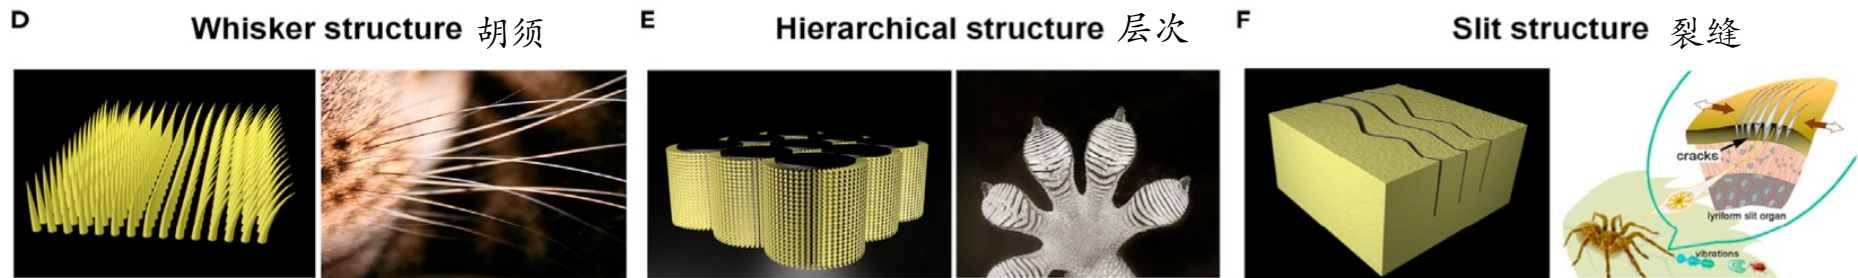 D Whisker structure 胡须
E Hierarchical structure 层次
F Slit structure 裂缝
cracks
lyriform slit organ
vibrations